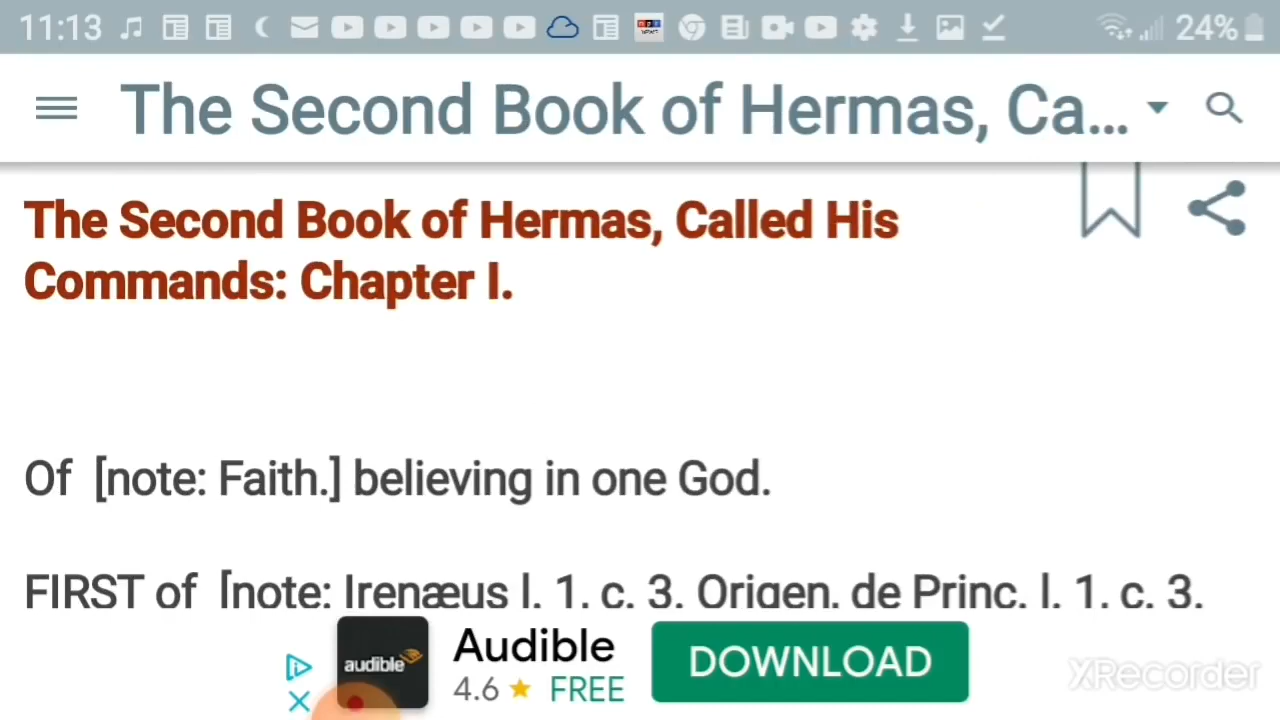 11:13 24%
The Second Book of Hermas, Ca...
The Second Book of Hermas, Called His
Commands: Chapter I.
Of [note: Faith.] believing in one God.
FIRST of [note: Irenæus l. 1. c. 3. Origen. de Princ. l. 1. c. 3.
audible
Audible
4.6 ★ FREE
DOWNLOAD
XRecorder